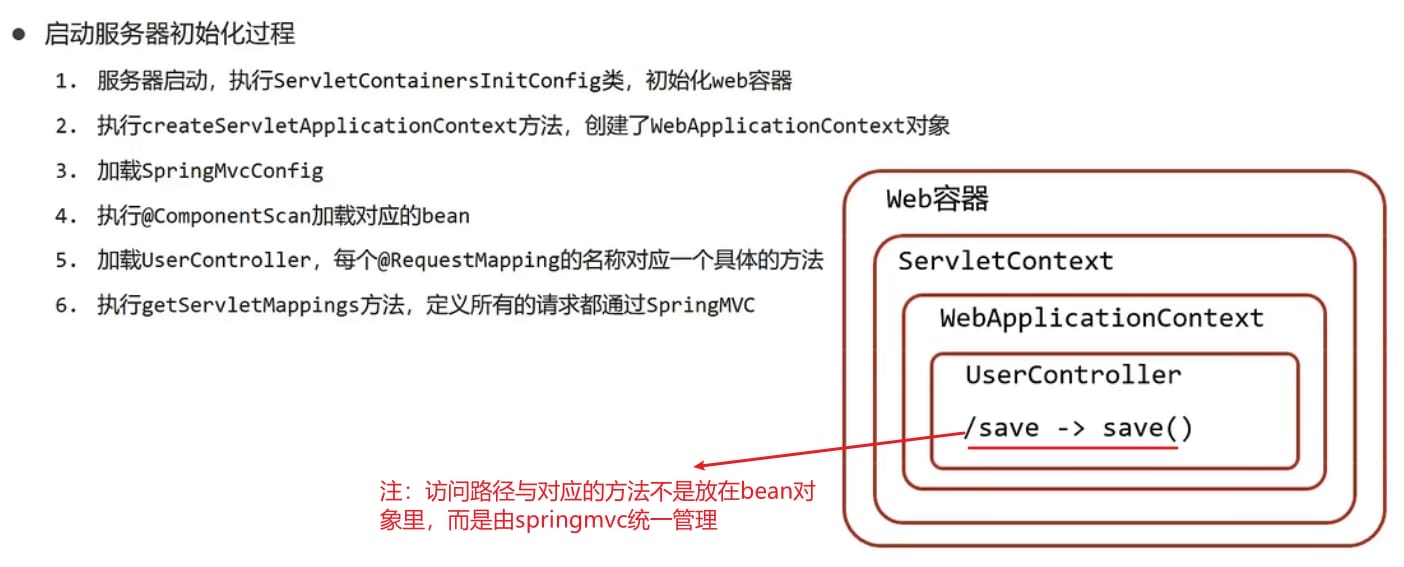 ● 启动服务器初始化过程
1. 服务器启动，执行ServletContainersInitConfig类，初始化web容器
2. 执行createServletApplicationContext方法，创建了WebApplicationContext对象
3. 加载SpringMvcConfig
4. 执行@ComponentScan加载对应的bean
5. 加载UserController，每个@RequestMapping的名称对应一个具体的方法
6. 执行getServletMappings方法，定义所有的请求都通过SpringMVC
Web容器
ServletContext
WebApplicationContext
UserController
/save -> save()
注：访问路径与对应的方法不是放在bean对
象里，而是由springmvc统一管理